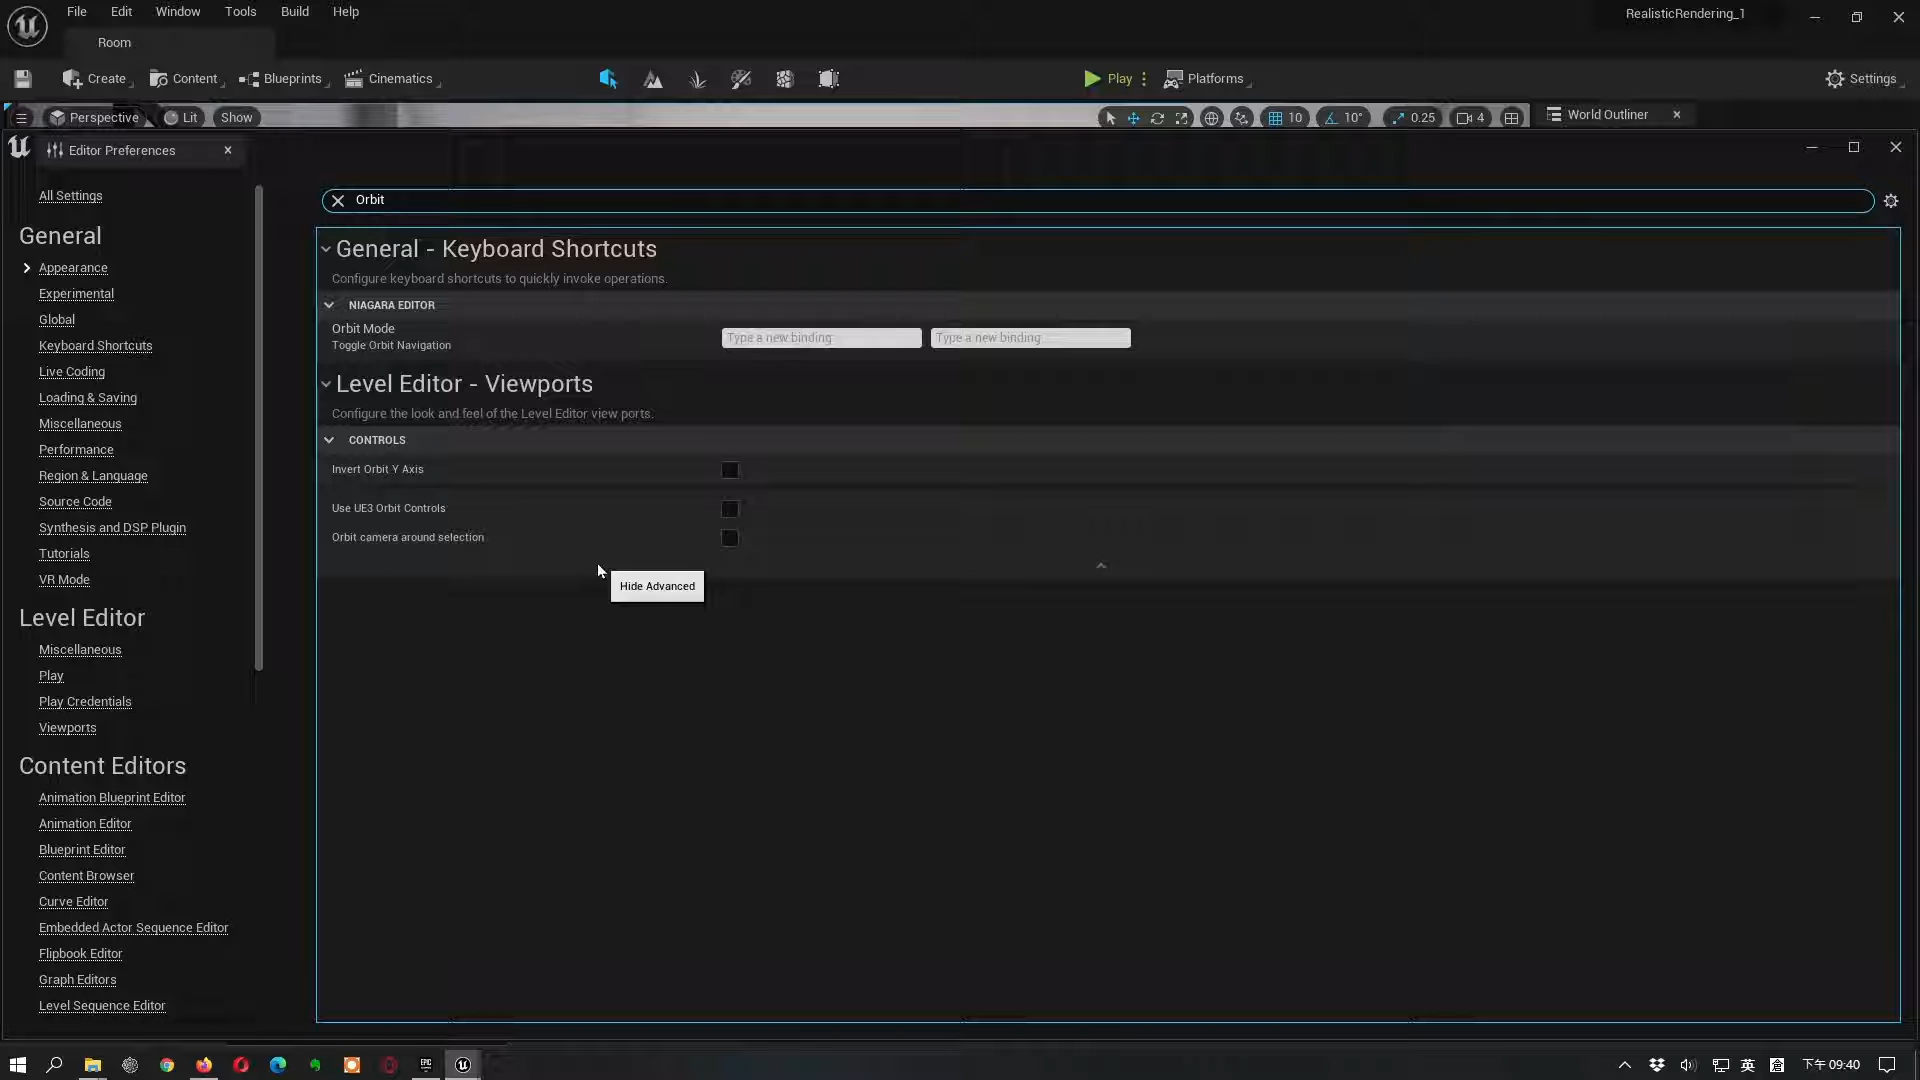 File Edit Window Tools Build Help
RealisticRendering_1
Room
Create Content Blueprints Cinematics Play Platforms Settings
Perspective Lit Show 10 10° 0.25 4 World Outliner
Editor Preferences
All Settings
Orbit
General
Appearance
Experimental
Global
Keyboard Shortcuts
Live Coding
Loading & Saving
Miscellaneous
Performance
Region & Language
Source Code
Synthesis and DSP Plugin
Tutorials
VR Mode
Level Editor
Miscellaneous
Play
Play Credentials
Viewports
Content Editors
Animation Blueprint Editor
Animation Editor
Blueprint Editor
Content Browser
Curve Editor
Embedded Actor Sequence Editor
Flipbook Editor
Graph Editors
Level Sequence Editor
General - Keyboard Shortcuts
Configure keyboard shortcuts to quickly invoke operations.
NIAGARA EDITOR
Orbit Mode
Toggle Orbit Navigation
Type a new binding Type a new binding
Level Editor - Viewports
Configure the look and feel of the Level Editor view ports.
CONTROLS
Invert Orbit Y Axis
Use UE3 Orbit Controls
Orbit camera around selection
Hide Advanced
EPIC
英 下午 09:40